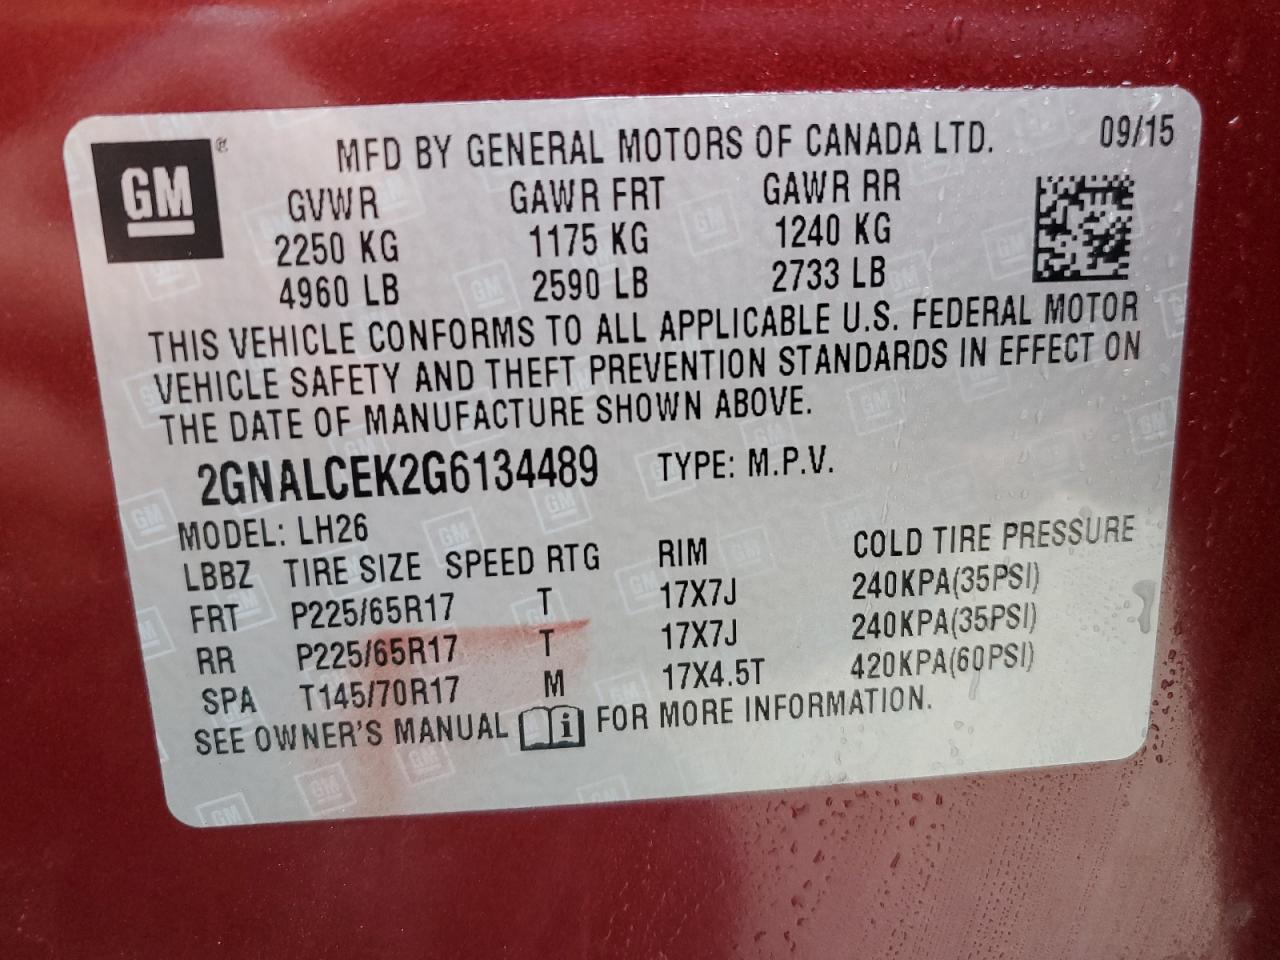 GM®
MFD BY GENERAL MOTORS OF CANADA LTD. 09/15
GVWR GAWR FRT GAWR RR
2250 KG 1175 KG 1240 KG
4960 LB 2590 LB 2733 LB
THIS VEHICLE CONFORMS TO ALL APPLICABLE U.S. FEDERAL MOTOR
VEHICLE SAFETY AND THEFT PREVENTION STANDARDS IN EFFECT ON
THE DATE OF MANUFACTURE SHOWN ABOVE.
2GNALCEK2G6134489 TYPE: M.P.V.
MODEL: LH26
LBBZ TIRE SIZE SPEED RTG RIM COLD TIRE PRESSURE
FRT P225/65R17 T 17X7J 240KPA(35PSI)
RR P225/65R17 T 17X7J 240KPA(35PSI)
SPA T145/70R17 M 17X4.5T 420KPA(60PSI)
SEE OWNER'S MANUAL i FOR MORE INFORMATION.